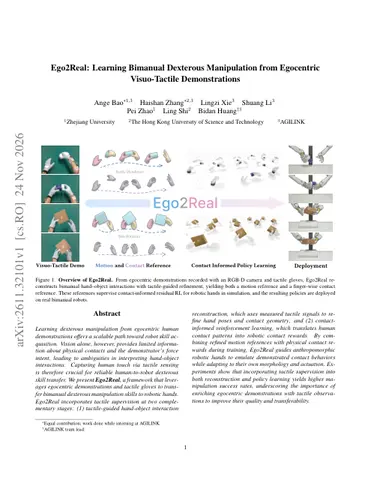 Ego2Real: Learning Bimanual Dexterous Manipulation from Egocentric
Visuo-Tactile Demonstrations
Ange Bao*1,3 Haishan Zhang*2,3 Lingzi Xie3 Shuang Li3
Pei Zhao1 Ling Shi2 Bidan Huang†3
1Zhejiang University 2The Hong Kong University of Science and Technology 3AGILINK
arXiv:2611.32101v1 [cs.RO] 24 Nov 2026
Ego2Real
Visuo-Tactile Demo
Motion and Contact Reference
Contact Informed Policy Learning
Deployment
Figure 1. Overview of Ego2Real. From egocentric demonstrations recorded with an RGB-D camera and tactile gloves, Ego2Real re-
constructs bimanual hand-object interactions with tactile-guided refinement, yielding both a motion reference and a finger-wise contact
reference. These references supervise contact-informed residual RL for robotic hands in simulation, and the resulting policies are deployed
on real bimanual robots.
Abstract
Learning dexterous manipulation from egocentric human
demonstrations offers a scalable path toward robot skill ac-
quisition. Vision alone, however, provides limited informa-
tion about physical contacts and the demonstrator's force
intent, leading to ambiguities in interpreting hand-object
interactions. Capturing human touch via tactile sensing
is therefore crucial for reliable human-to-robot dexterous
skill transfer. We present Ego2Real, a framework that lever-
ages egocentric demonstrations and tactile gloves to trans-
fer bimanual dexterous manipulation skills to robotic hands.
Ego2Real incorporates tactile supervision at two comple-
mentary stages: (1) tactile-guided hand-object interaction
*Equal contribution; work done while interning at AGILINK.
†AGILINK team lead.
reconstruction, which uses measured tactile signals to re-
fine hand poses and contact geometry, and (2) contact-
informed reinforcement learning, which translates human
contact patterns into robotic contact rewards. By com-
bining refined motion references with physical contact re-
wards during training, Ego2Real guides anthropomorphic
robotic hands to emulate demonstrated contact behaviors
while adapting to their own morphology and actuation. Ex-
periments show that incorporating tactile supervision into
both reconstruction and policy learning yields higher ma-
nipulation success rates, underscoring the importance of
enriching egocentric demonstrations with tactile observa-
tions to improve their quality and transferability.
1